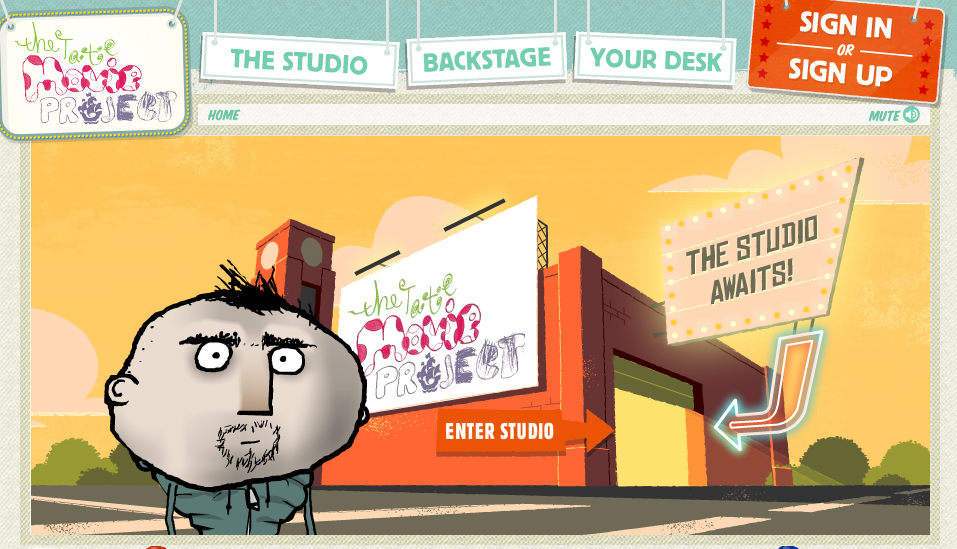 the Tate
Movie
PROJECT
THE STUDIO
BACKSTAGE
YOUR DESK
SIGN IN
OR
SIGN UP
HOME
MUTE
THE STUDIO
AWAITS!
the Tate
Movie
PROJECT
ENTER STUDIO